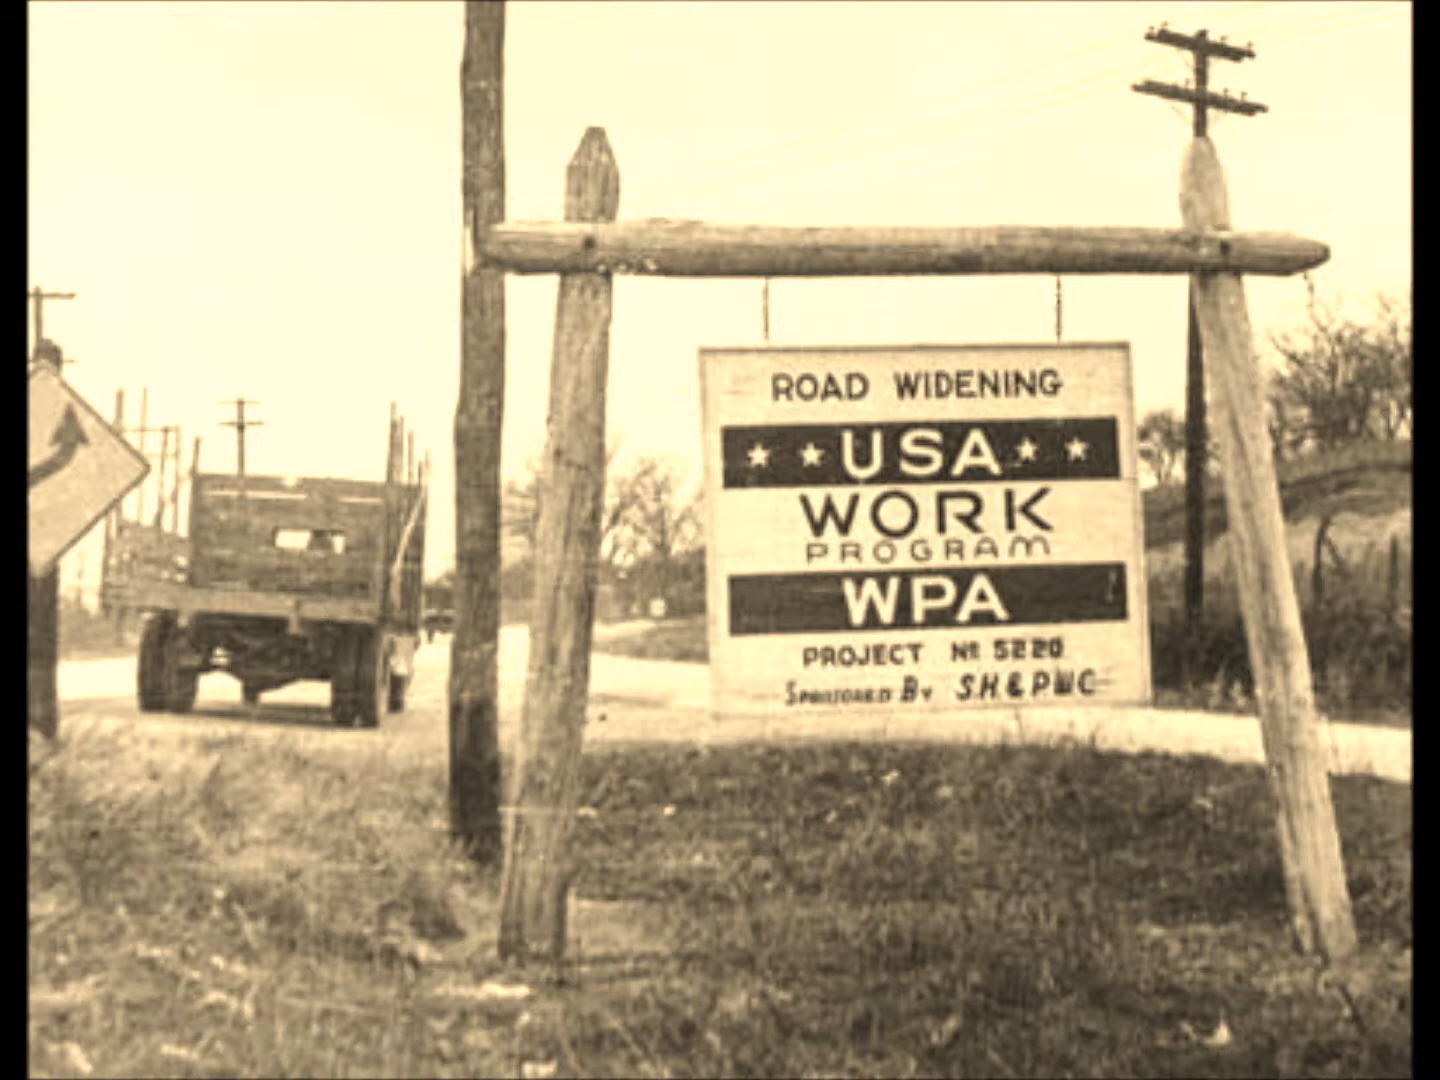 ROAD WIDENING
USA
WORK
PROGRAM
WPA
PROJECT Nº 5220
SPONSORED BY SH&PWC